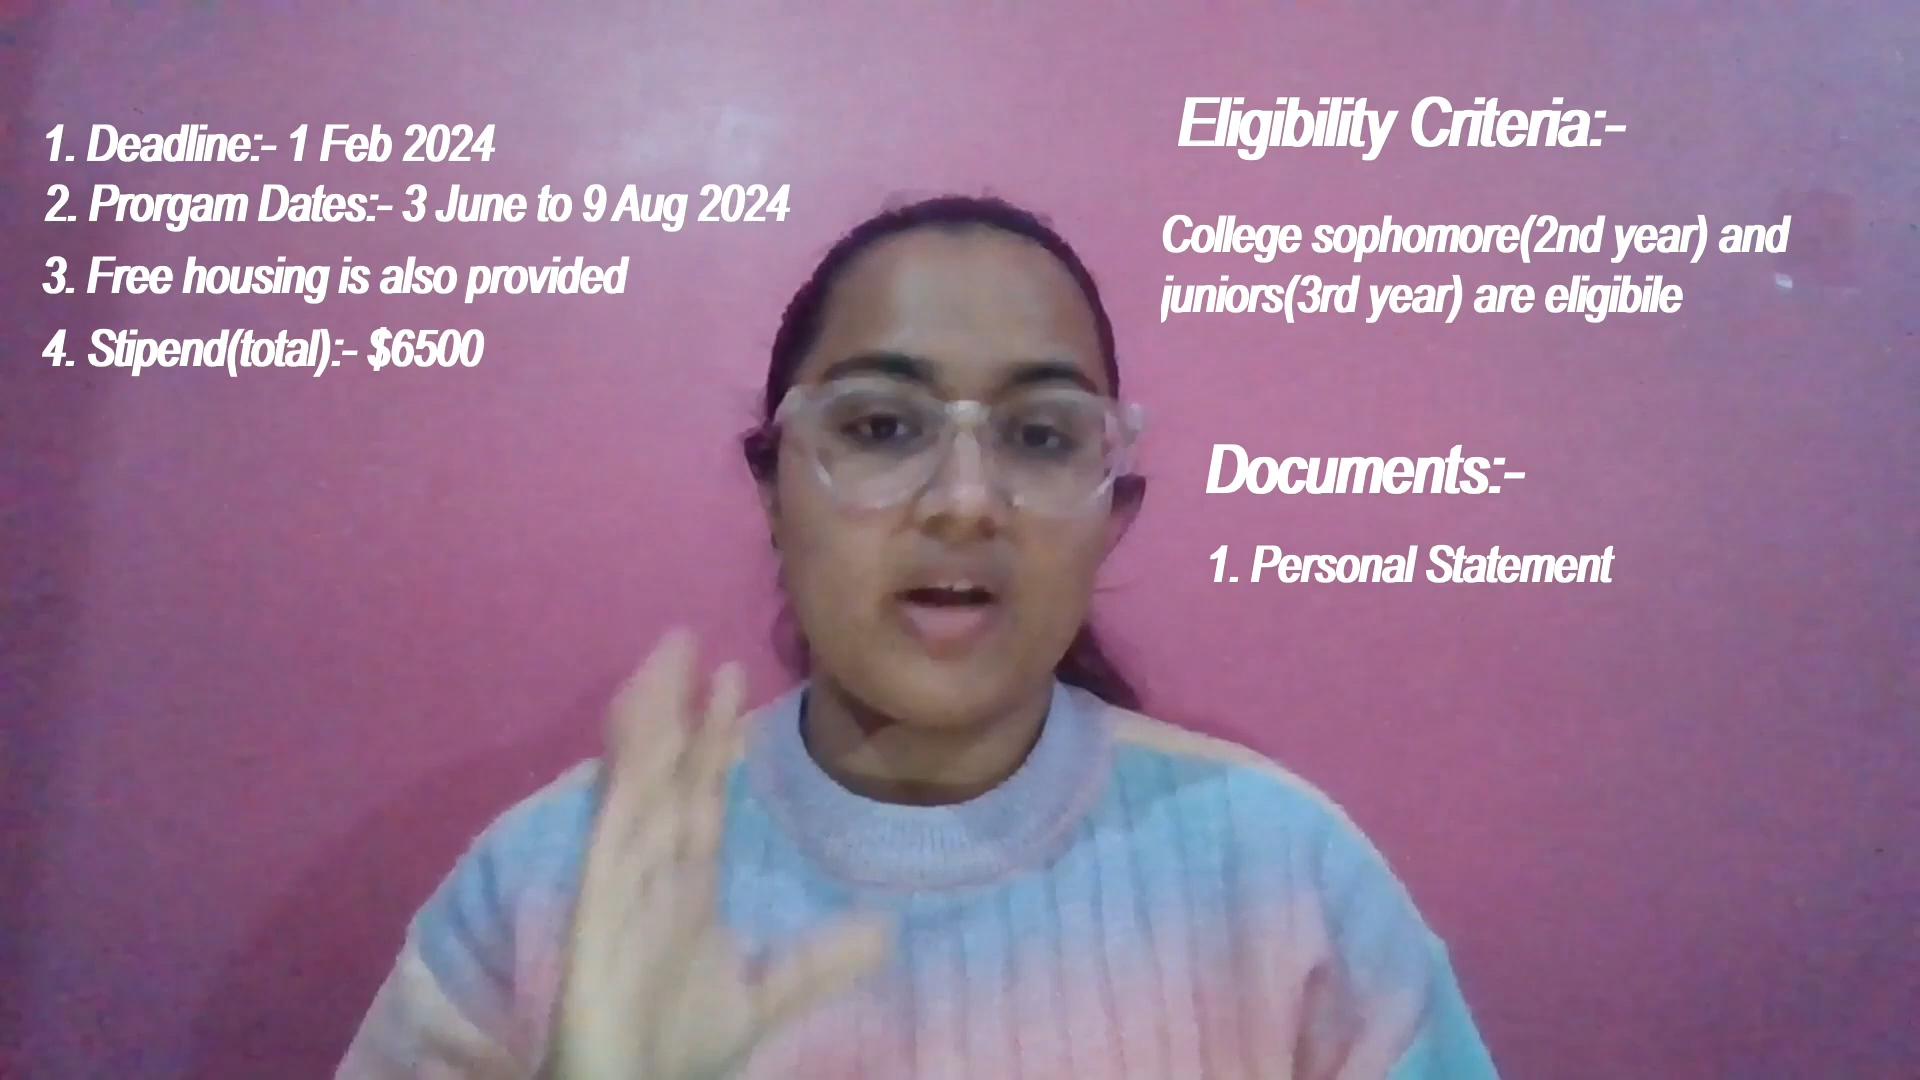 1. Deadline:- 1 Feb 2024
2. Prorgam Dates:- 3 June to 9 Aug 2024
3. Free housing is also provided
4. Stipend(total):- $6500
Eligibility Criteria:-
College sophomore(2nd year) and
juniors(3rd year) are eligibile
Documents:-
1. Personal Statement